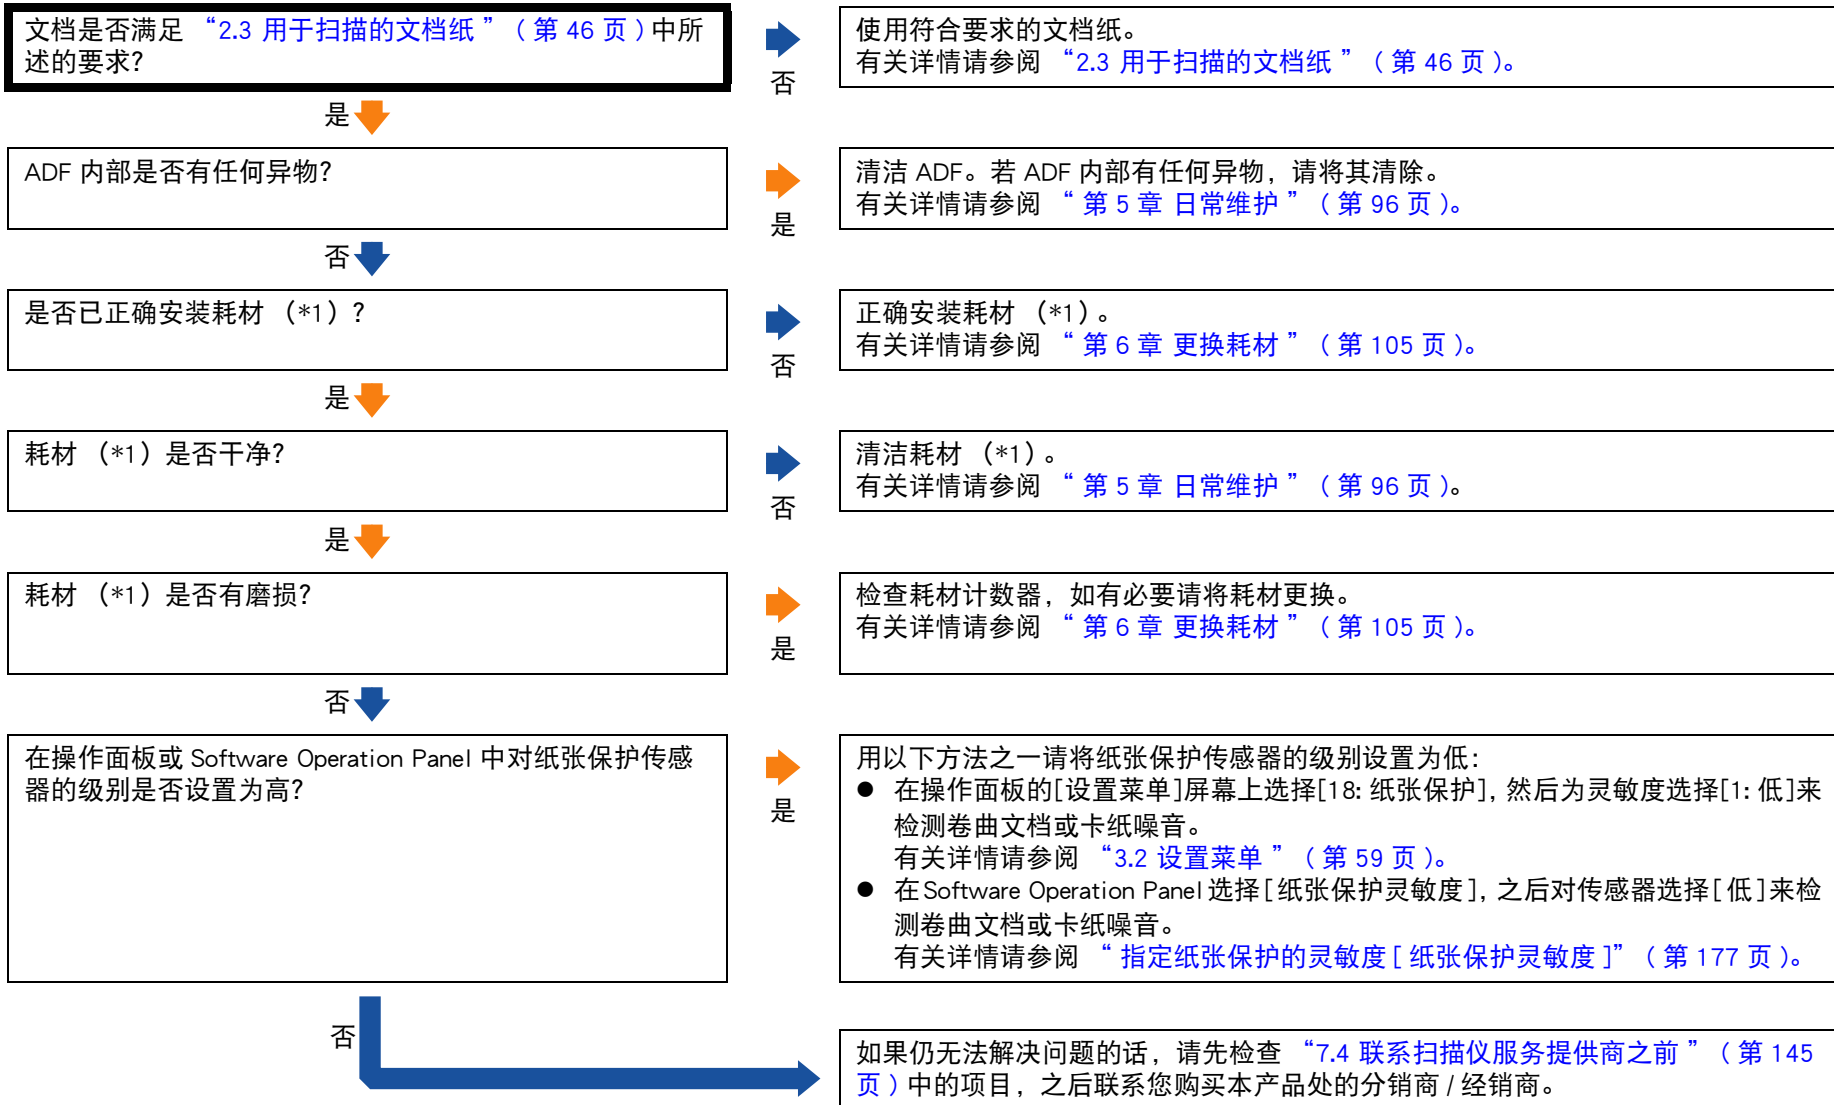 文档是否满足 “2.3 用于扫描的文档纸 ”（ 第 46 页 ) 中所
述的要求?
否
使用符合要求的文档纸。
有关详情请参阅 “2.3 用于扫描的文档纸 ”（ 第 46 页 )。
是
ADF 内部是否有任何异物?
是
清洁 ADF。若 ADF 内部有任何异物，请将其清除。
有关详情请参阅 “ 第 5 章 日常维护 ”（ 第 96 页 )。
否
是否已正确安装耗材 （*1）?
否
正确安装耗材 （*1）。
有关详情请参阅 “ 第 6 章 更换耗材 ”（ 第 105 页 )。
是
耗材 （*1）是否干净?
否
清洁耗材 （*1）。
有关详情请参阅 “ 第 5 章 日常维护 ”（ 第 96 页 )。
是
耗材 （*1）是否有磨损?
是
检查耗材计数器，如有必要请将耗材更换。
有关详情请参阅 “ 第 6 章 更换耗材 ”（ 第 105 页 )。
否
在操作面板或 Software Operation Panel 中对纸张保护传感
器的级别是否设置为高?
是
用以下方法之一请将纸张保护传感器的级别设置为低:
● 在操作面板的[设置菜单]屏幕上选择[18: 纸张保护], 然后为灵敏度选择[1: 低]来
检测卷曲文档或卡纸噪音。
有关详情请参阅 “3.2 设置菜单 ”（ 第 59 页 )。
● 在Software Operation Panel 选择 [ 纸张保护灵敏度 ], 之后对传感器选择 [ 低 ] 来检
测卷曲文档或卡纸噪音。
有关详情请参阅 “ 指定纸张保护的灵敏度 [ 纸张保护灵敏度 ]”（ 第 177 页 )。
否
如果仍无法解决问题的话，请先检查 “7.4 联系扫描仪服务提供商之前 ”（ 第 145
页 ) 中的项目，之后联系您购买本产品处的分销商 / 经销商。